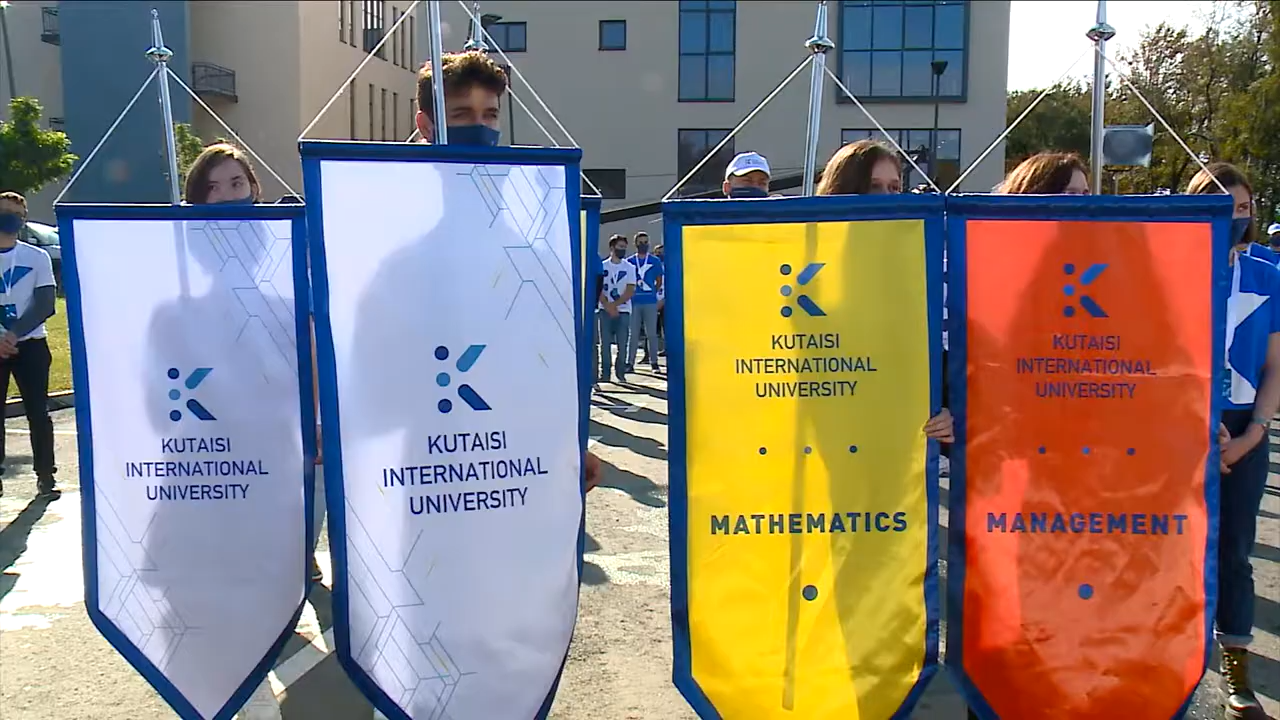 KUTAISI
INTERNATIONAL
UNIVERSITY
KUTAISI
INTERNATIONAL
UNIVERSITY
KUTAISI
INTERNATIONAL
UNIVERSITY
MATHEMATICS
KUTAISI
INTERNATIONAL
UNIVERSITY
MANAGEMENT